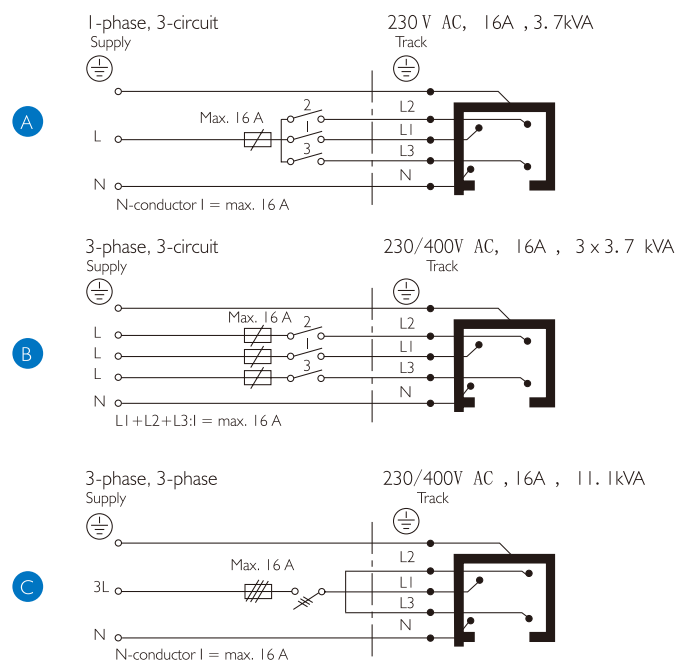 1-phase, 3-circuit
230 V AC, 16A, 3.7kVA
Supply
Track
A
L2
Max. 16 A
2
L
1
L1
3
L3
N
N
N-conductor I = max. 16 A
3-phase, 3-circuit
230/400V AC, 16A, 3 x 3.7 kVA
Supply
Track
B
Max. 16 A
2
L2
L
L
1
L1
L
3
L3
N
N
L1+L2+L3:I = max. 16 A
3-phase, 3-phase
230/400V AC, 16A, 11.1kVA
Supply
Track
C
L2
Max. 16 A
3L
L1
L3
N
N
N-conductor I = max. 16 A